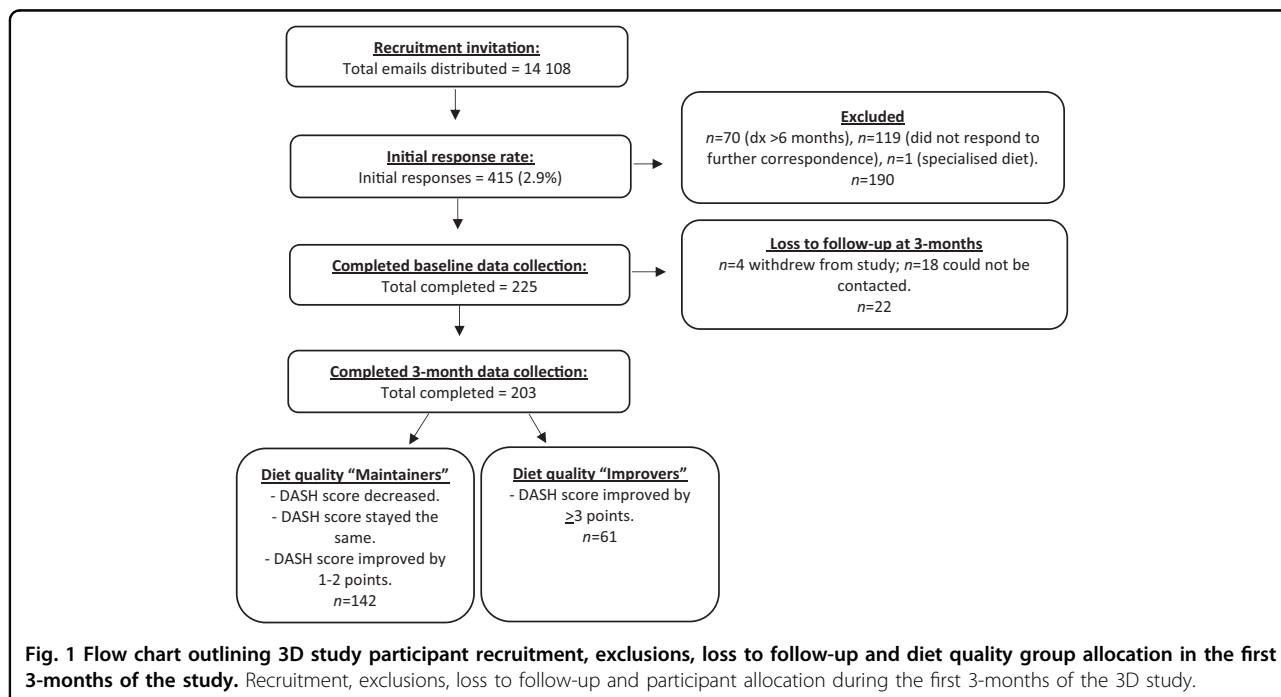 Recruitment invitation:
Total emails distributed = 14 108
Excluded
n=70 (dx >6 months), n=119 (did not respond to
further correspondence), n=1 (specialised diet).
n=190
Initial response rate:
Initial responses = 415 (2.9%)
Loss to follow-up at 3-months
n=4 withdrew from study; n=18 could not be
contacted.
n=22
Completed baseline data collection:
Total completed = 225
Completed 3-month data collection:
Total completed = 203
Diet quality “Maintainers”
- DASH score decreased.
- DASH score stayed the
same.
- DASH score improved by
1-2 points.
n=142
Diet quality “Improvers”
- DASH score improved by
≥3 points.
n=61
Fig. 1 Flow chart outlining 3D study participant recruitment, exclusions, loss to follow-up and diet quality group allocation in the first
3-months of the study. Recruitment, exclusions, loss to follow-up and participant allocation during the first 3-months of the 3D study.